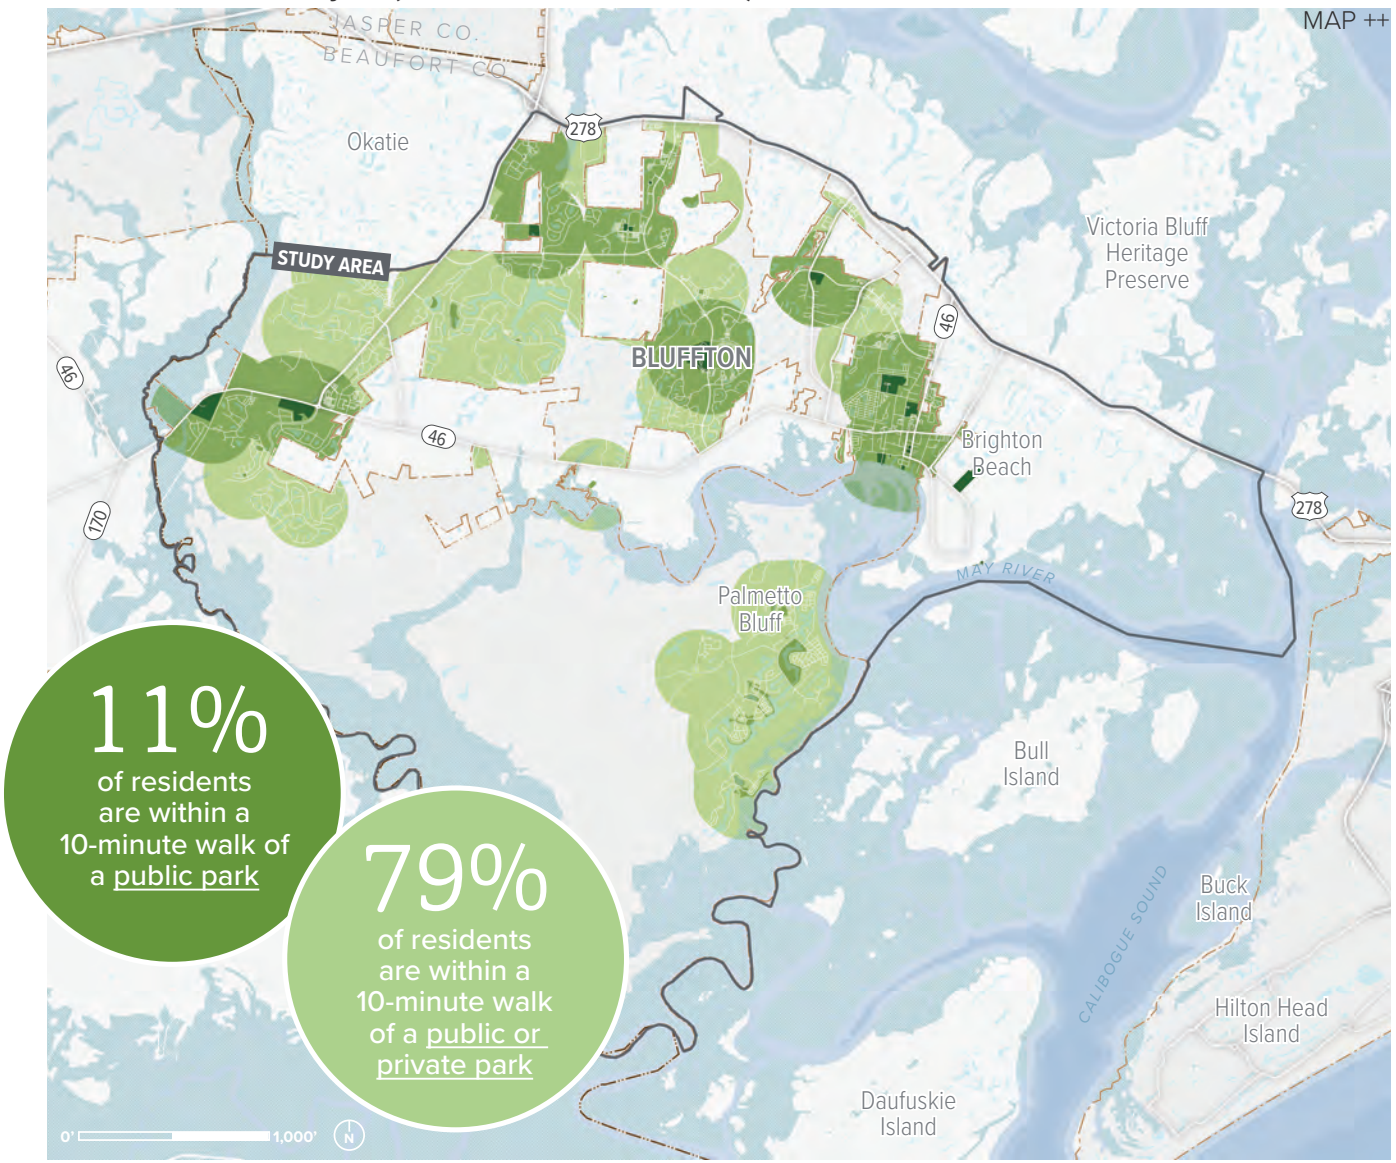 MAP ++
JASPER CO.
BEAUFORT CO
Okatie
278
STUDY AREA
Victoria Bluff
Heritage
Preserve
46
46
BLUFFTON
46
Brighton
Beach
170
278
MAY RIVER
Palmetto
Bluff
11%
of residents
are within a
10-minute walk of
a public park
79%
of residents
are within a
10-minute walk
of a public or
private park
Bull
Island
Buck
Island
CALIBOGUE SOUND
Hilton Head
Island
Daufuskie
Island
0'
1,000'
N